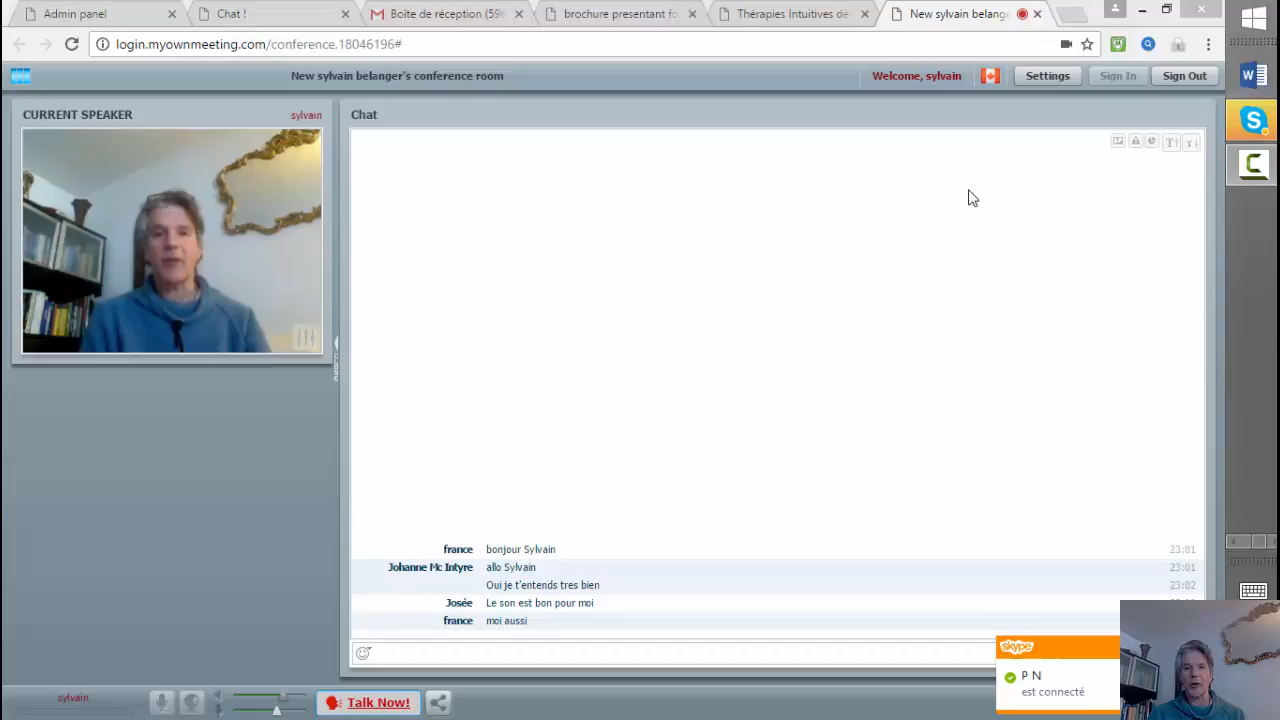 Admin panel
Chat !
Boîte de réception (596
brochure presentant fo
Thérapies Intuitives de
New sylvain belang
login.myownmeeting.com/conference,18046196#
New sylvain belanger's conference room
Welcome, sylvain
Settings
Sign In
Sign Out
CURRENT SPEAKER
sylvain
Chat
france bonjour Sylvain 23:01
Johanne Mc Intyre allo Sylvain 23:01
Oui je t'entends tres bien 23:02
Josée Le son est bon pour moi
france moi aussi
skype
P N
est connecté
sylvain
Talk Now!